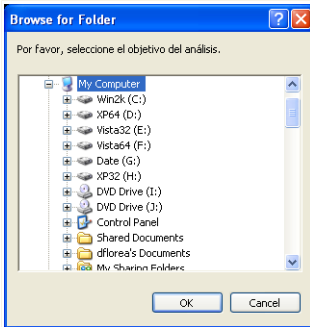 Browse for Folder
Por favor, seleccione el objetivo del análisis.
My Computer
Win2k (C:)
XP64 (D:)
Vista32 (E:)
Vista64 (F:)
Date (G:)
XP32 (H:)
DVD Drive (I:)
DVD Drive (J:)
Control Panel
Shared Documents
dflorea's Documents
My Sharing Folders
OK Cancel